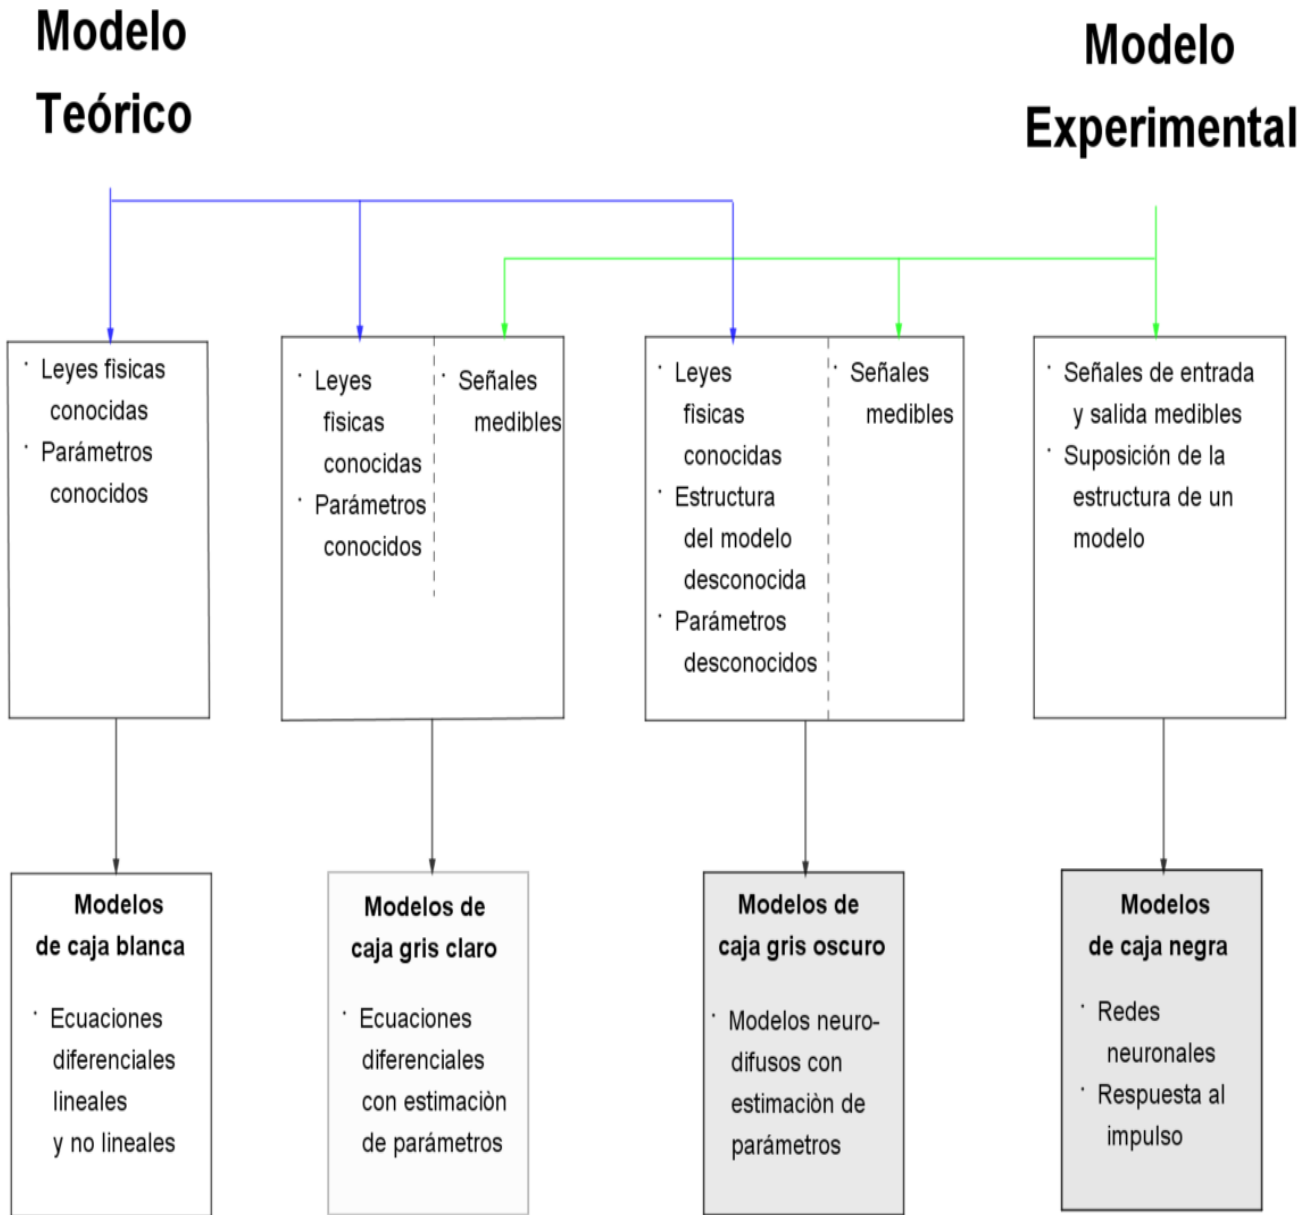 Modelo
Teórico
Modelo
Experimental
· Leyes fìsicas
conocidas
· Parámetros
conocidos
· Leyes
fìsicas
conocidas
· Parámetros
conocidos
· Señales
medibles
· Leyes
fìsicas
conocidas
· Estructura
del modelo
desconocida
· Parámetros
desconocidos
· Señales
medibles
· Señales de entrada
y salida medibles
· Suposición de la
estructura de un
modelo
Modelos
de caja blanca
· Ecuaciones
diferenciales
lineales
y no lineales
Modelos de
caja gris claro
· Ecuaciones
diferenciales
con estimaciòn
de parámetros
Modelos de
caja gris oscuro
· Modelos neuro-
difusos con
estimaciòn de
parámetros
Modelos
de caja negra
· Redes
neuronales
· Respuesta al
impulso